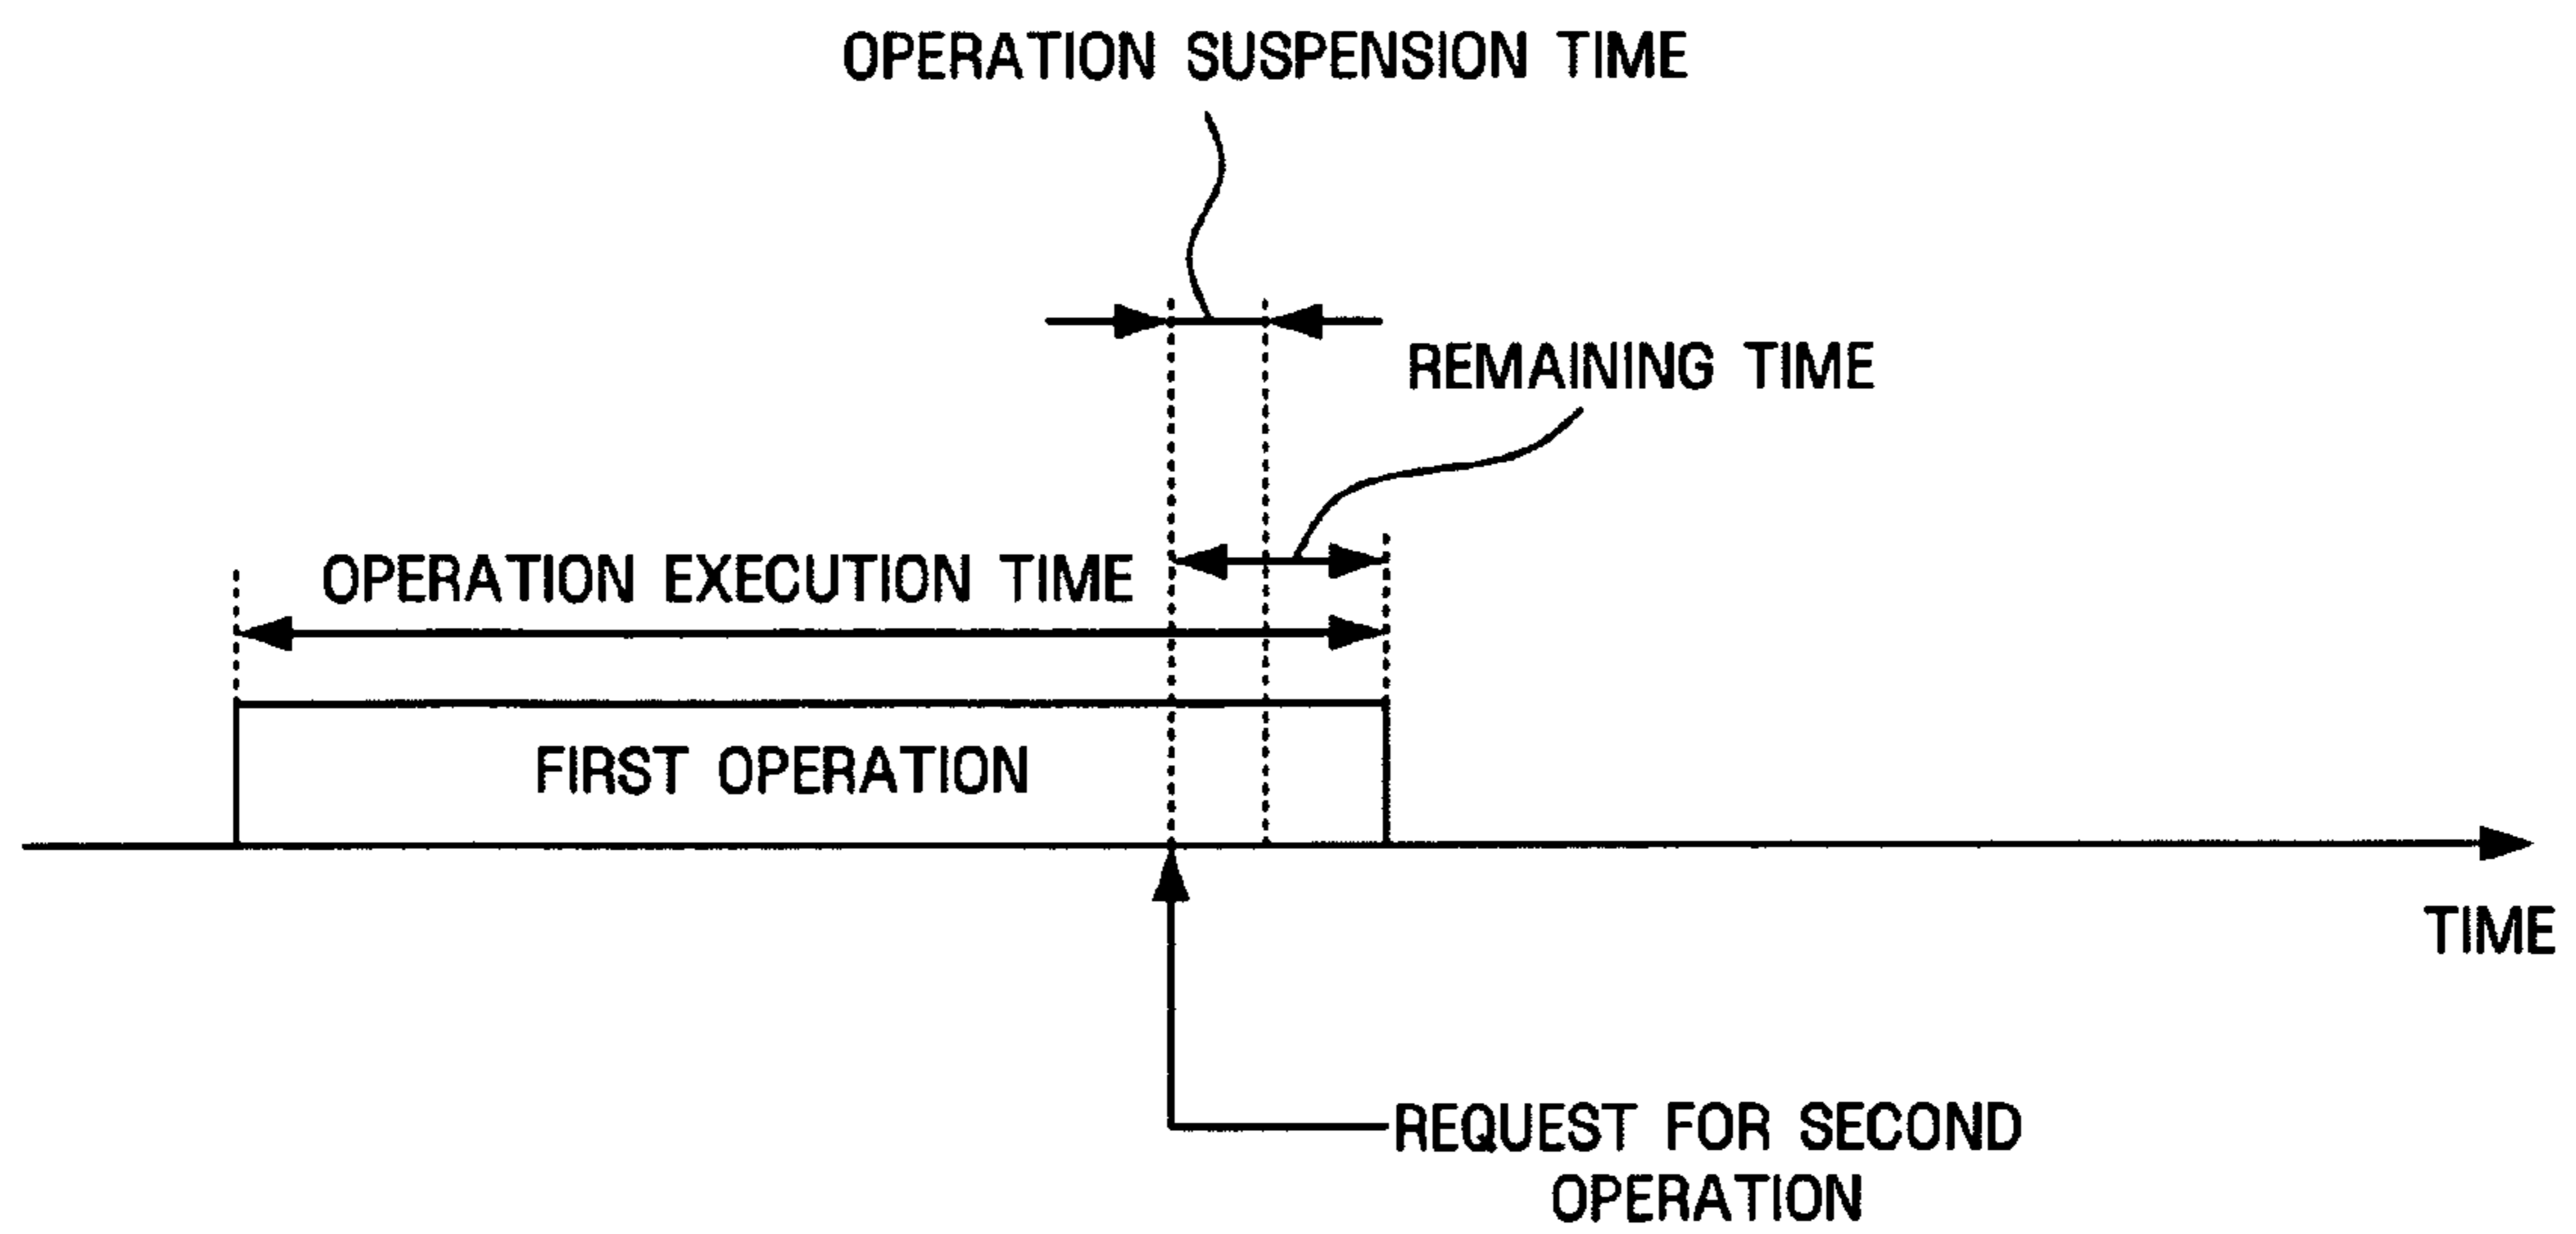 OPERATION SUSPENSION TIME
REMAINING TIME
OPERATION EXECUTION TIME
FIRST OPERATION
TIME
REQUEST FOR SECOND
OPERATION